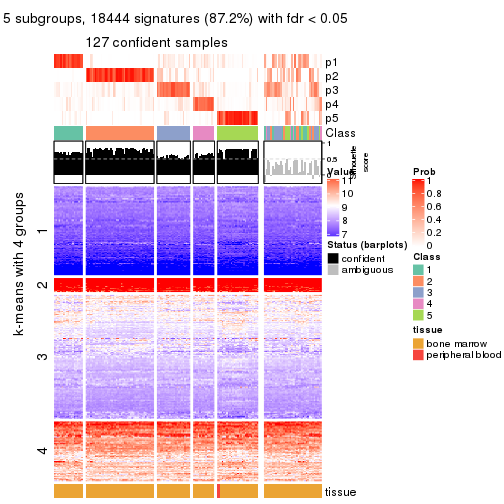 5 subgroups, 18444 signatures (87.2%) with fdr < 0.05
127 confident samples
p1
p2
p3
p4
p5
Class
1
0.5
0
silhouette
score
k-means with 4 groups
1
2
3
4
tissue
Value
11
10
9
8
7
Status (barplots)
confident
ambiguous
Prob
1
0.8
0.6
0.4
0.2
0
Class
1
2
3
4
5
tissue
bone marrow
peripheral blood